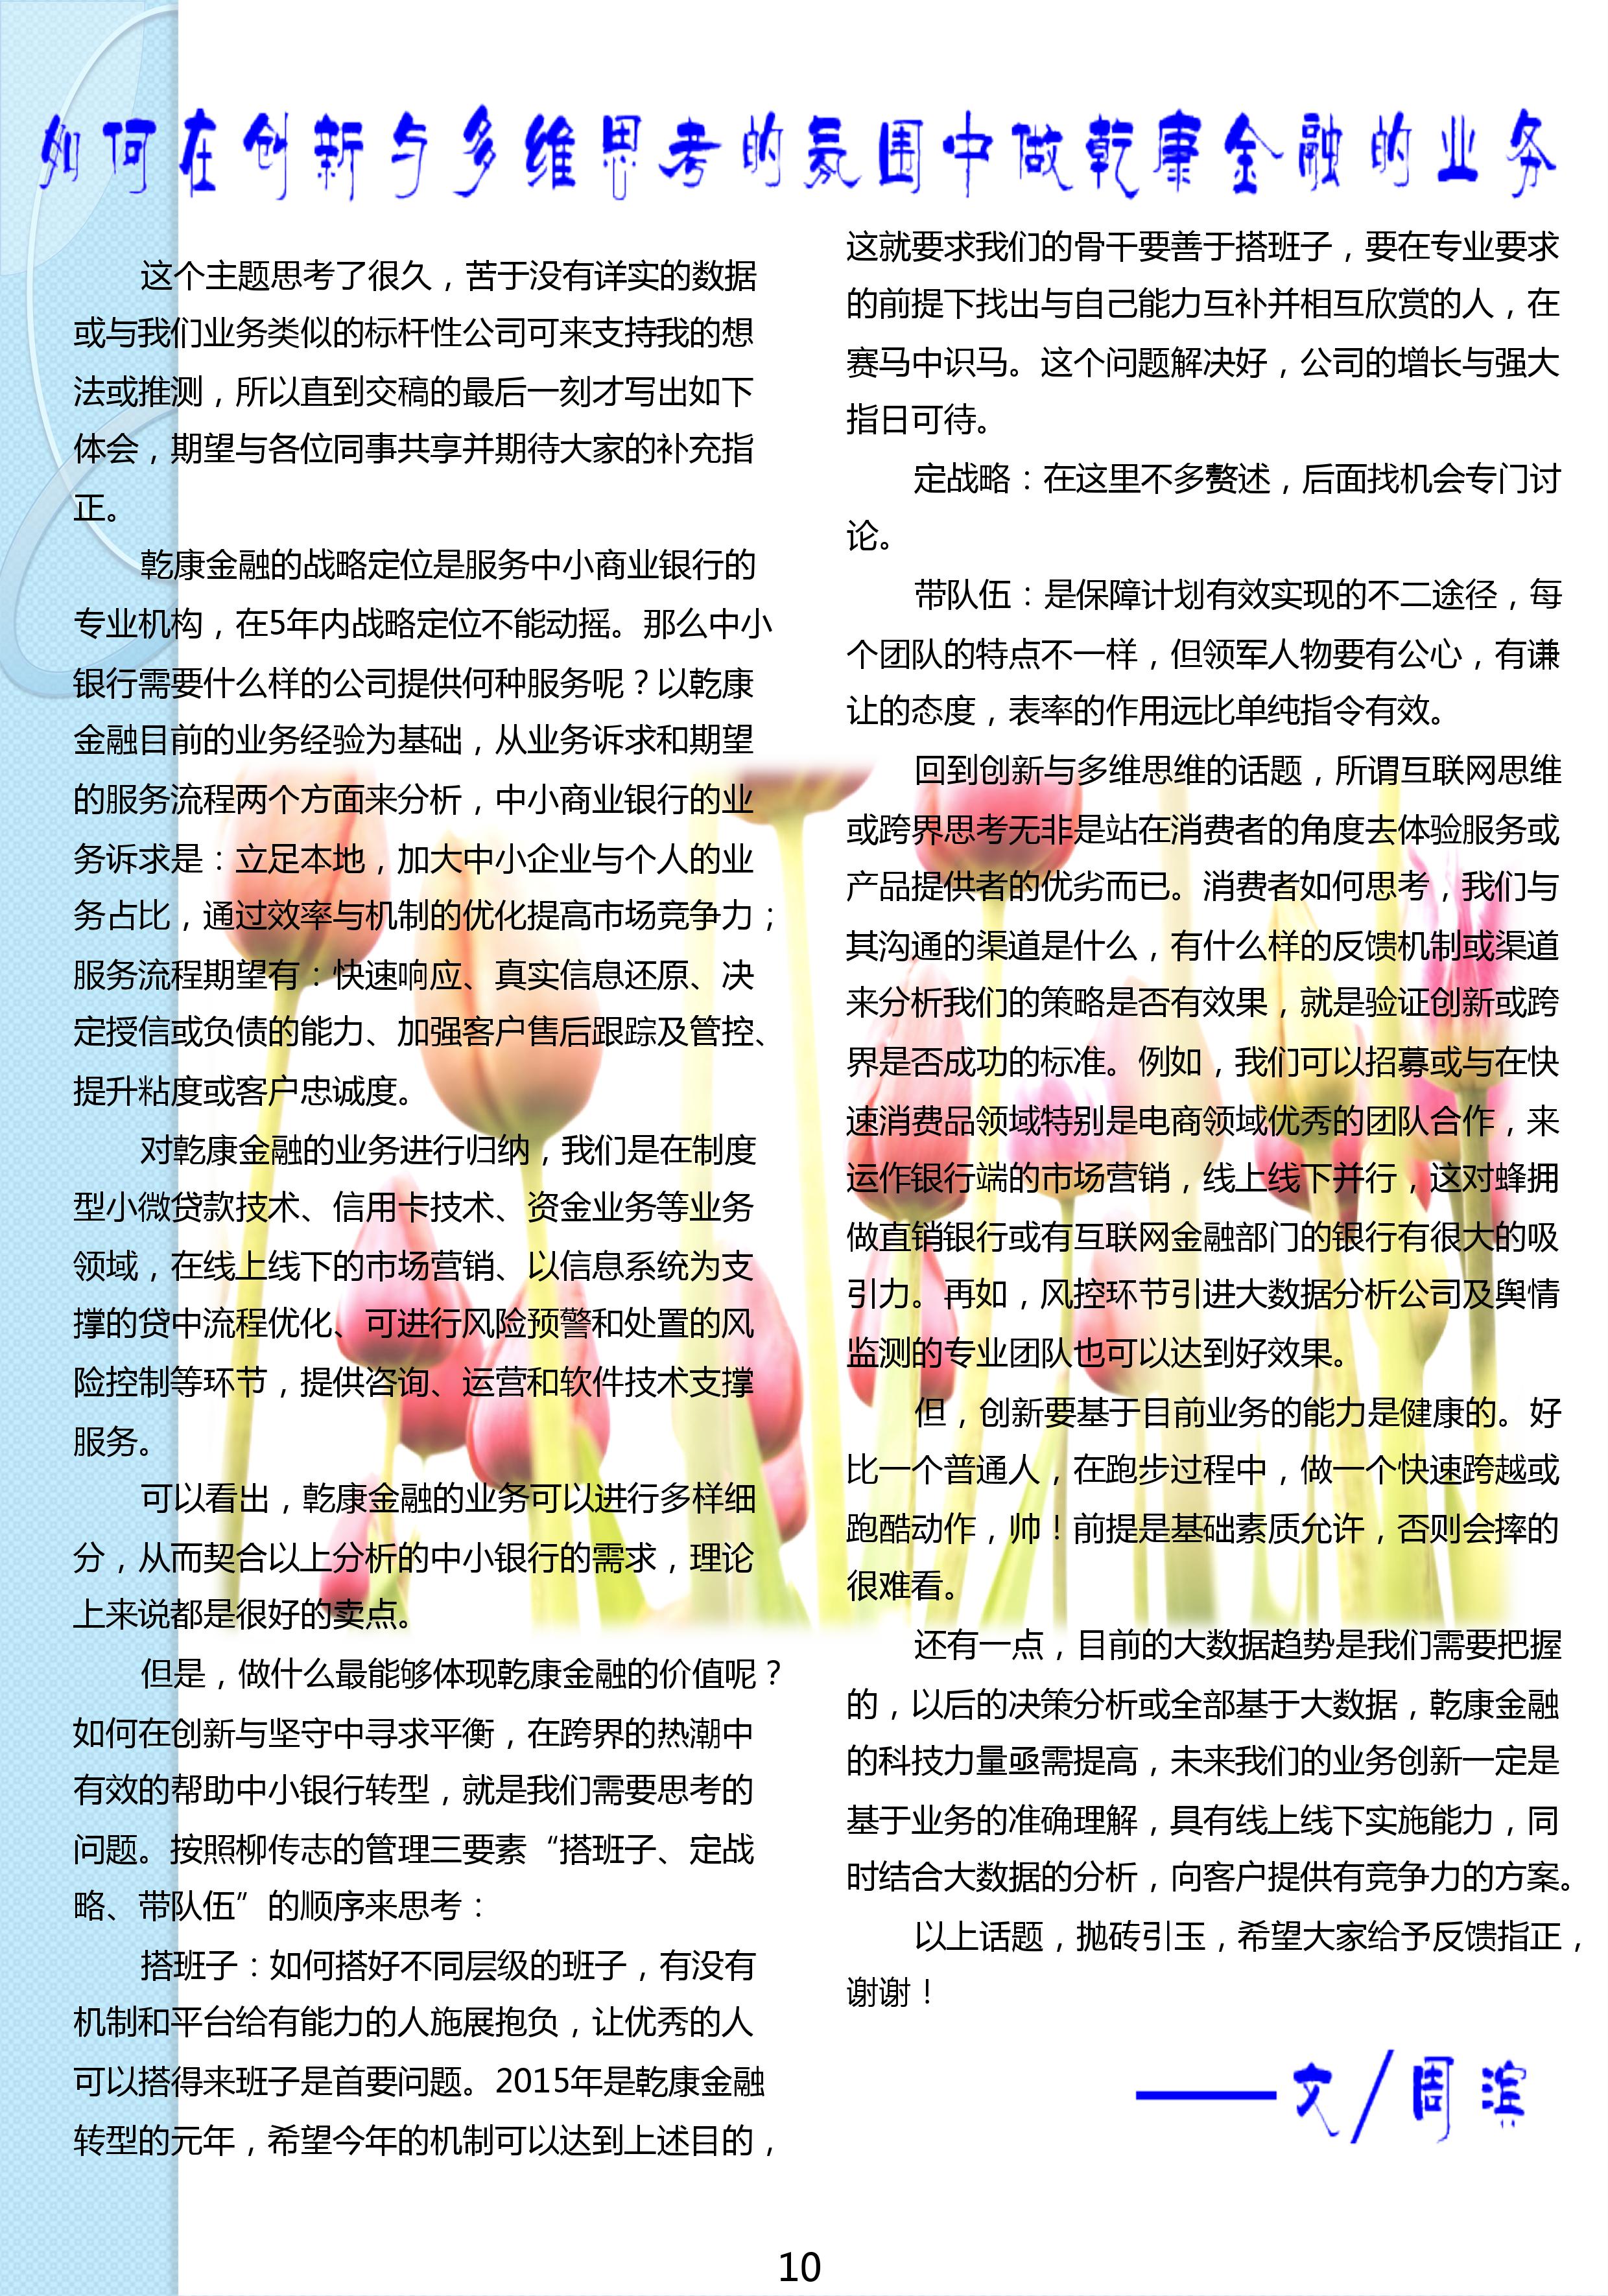 如何在创新与多维思考的氛围中做乾康金融的业务
这个主题思考了很久，苦于没有详实的数据
或与我们业务类似的标杆性公司可来支持我的想
法或推测，所以直到交稿的最后一刻才写出如下
体会，期望与各位同事共享并期待大家的补充指
正。
乾康金融的战略定位是服务中小商业银行的
专业机构，在5年内战略定位不能动摇。那么中小
银行需要什么样的公司提供何种服务呢？以乾康
金融目前的业务经验为基础，从业务诉求和期望
的服务流程两个方面来分析，中小商业银行的业
务诉求是：立足本地，加大中小企业与个人的业
务占比，通过效率与机制的优化提高市场竞争力；
服务流程期望有：快速响应、真实信息还原、决
定授信或负债的能力、加强客户售后跟踪及管控、
提升粘度或客户忠诚度。
对乾康金融的业务进行归纳，我们是在制度
型小微贷款技术、信用卡技术、资金业务等业务
领域，在线上线下的市场营销、以信息系统为支
撑的贷中流程优化、可进行风险预警和处置的风
险控制等环节，提供咨询、运营和软件技术支撑
服务。
可以看出，乾康金融的业务可以进行多样细
分，从而契合以上分析的中小银行的需求，理论
上来说都是很好的卖点。
但是，做什么最能够体现乾康金融的价值呢？
如何在创新与坚守中寻求平衡，在跨界的热潮中
有效的帮助中小银行转型，就是我们需要思考的
问题。按照柳传志的管理三要素“搭班子、定战
略、带队伍”的顺序来思考：
搭班子：如何搭好不同层级的班子，有没有
机制和平台给有能力的人施展抱负，让优秀的人
可以搭得来班子是首要问题。2015年是乾康金融
转型的元年，希望今年的机制可以达到上述目的，
这就要求我们的骨干要善于搭班子，要在专业要求
的前提下找出与自己能力互补并相互欣赏的人，在
赛马中识马。这个问题解决好，公司的增长与强大
指日可待。
定战略：在这里不多赘述，后面找机会专门讨
论。
带队伍：是保障计划有效实现的不二途径，每
个团队的特点不一样，但领军人物要有公心，有谦
让的态度，表率的作用远比单纯指令有效。
回到创新与多维思维的话题，所谓互联网思维
或跨界思考无非是站在消费者的角度去体验服务或
产品提供者的优劣而已。消费者如何思考，我们与
其沟通的渠道是什么，有什么样的反馈机制或渠道
来分析我们的策略是否有效果，就是验证创新或跨
界是否成功的标准。例如，我们可以招募或与在快
速消费品领域特别是电商领域优秀的团队合作，来
运作银行端的市场营销，线上线下并行，这对蜂拥
做直销银行或有互联网金融部门的银行有很大的吸
引力。再如，风控环节引进大数据分析公司及舆情
监测的专业团队也可以达到好效果。
但，创新要基于目前业务的能力是健康的。好
比一个普通人，在跑步过程中，做一个快速跨越或
跑酷动作，帅！前提是基础素质允许，否则会摔的
很难看。
还有一点，目前的大数据趋势是我们需要把握
的，以后的决策分析或全部基于大数据，乾康金融
的科技力量亟需提高，未来我们的业务创新一定是
基于业务的准确理解，具有线上线下实施能力，同
时结合大数据的分析，向客户提供有竞争力的方案。
以上话题，抛砖引玉，希望大家给予反馈指正，
谢谢！
——文/周滨
10